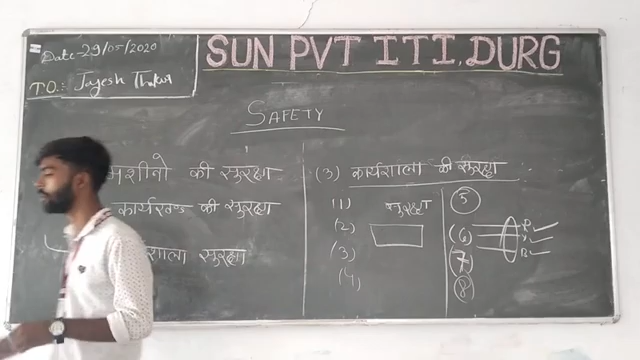 Date - 29/05/2020
T.O.:- Jayesh Thakur
SUN PVT ITI, DURG
SAFETY
मशीनो की सुरक्षा
कार्यखण्ड की सुरक्षा
शाला सुरक्षा
(3) कार्यशाला की सुरक्षा
(1) सुरक्षा
(2)
(3)
(4)
5
(6)
(7)
8